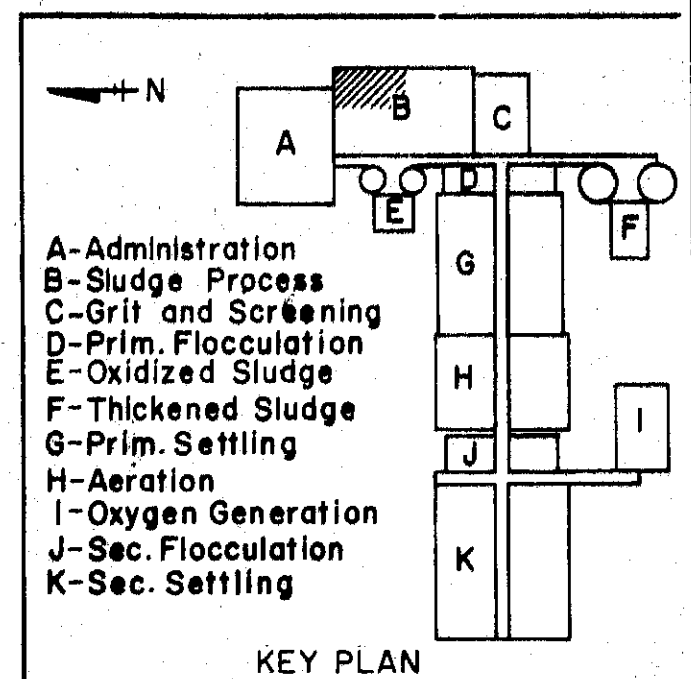 N
A
B
C
D
E
F
G
H
I
J
K
A-Administration
B-Sludge Process
C-Grit and Screening
D-Prim. Flocculation
E-Oxidized Sludge
F-Thickened Sludge
G-Prim. Settling
H-Aeration
I-Oxygen Generation
J-Sec. Flocculation
K-Sec. Settling
KEY PLAN